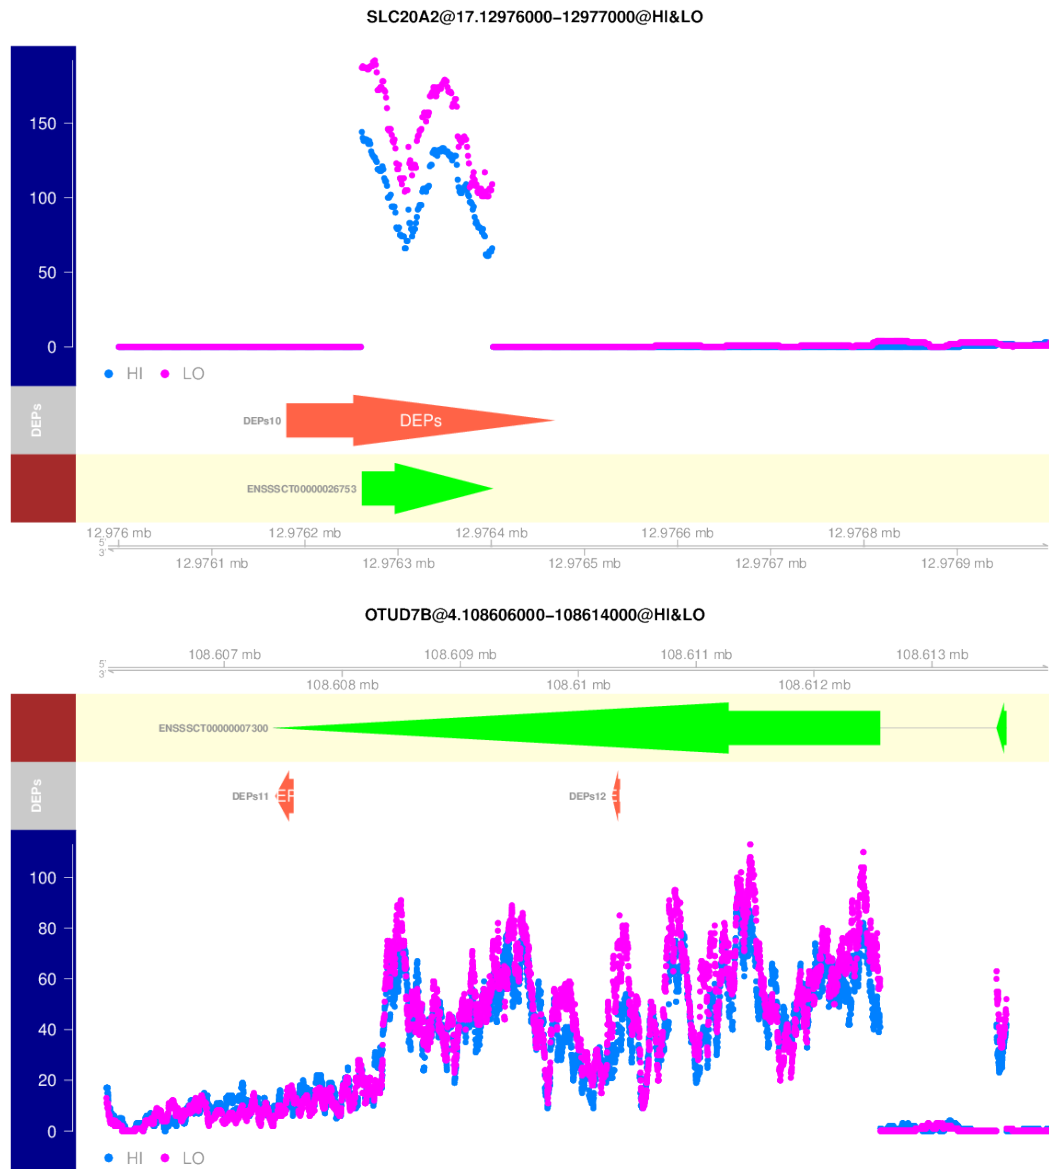 SLC20A2@17.12976000−12977000@HI&LO
150
100
50
0
HI LO
DEPs
DEPs10
DEPs
ENSSSCT00000026753
12.976 mb 12.9762 mb 12.9764 mb 12.9766 mb 12.9768 mb
5'
3'
12.9761 mb 12.9763 mb 12.9765 mb 12.9767 mb 12.9769 mb
OTUD7B@4.108606000−108614000@HI&LO
108.607 mb 108.609 mb 108.611 mb 108.613 mb
5'
3'
108.608 mb 108.61 mb 108.612 mb
ENSSSCT00000007300
DEPs
DEPs11
DEPs12
100
80
60
40
20
0
HI LO